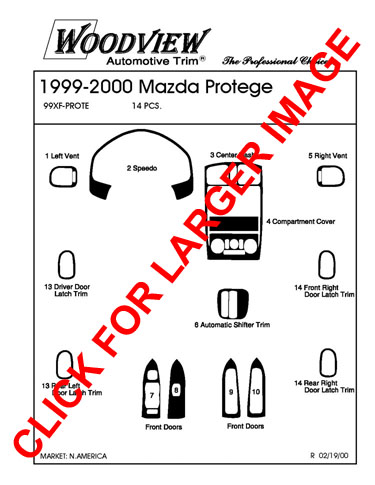 WOODVIEW
Automotive Trim®
The Professional Choice
1999-2000 Mazda Protege
99XF-PROTE 14 PCS.
1 Left Vent
2 Speedo
3 Center Dash
5 Right Vent
4 Compartment Cover
13 Driver Door
Latch Trim
14 Front Right
Door Latch Trim
6 Automatic Shifter Trim
13 Rear Left
Door Latch Trim
14 Rear Right
Door Latch Trim
7
8
9
10
Front Doors
Front Doors
MARKET: N.AMERICA
R 02/19/00
CLICK FOR LARGER IMAGE